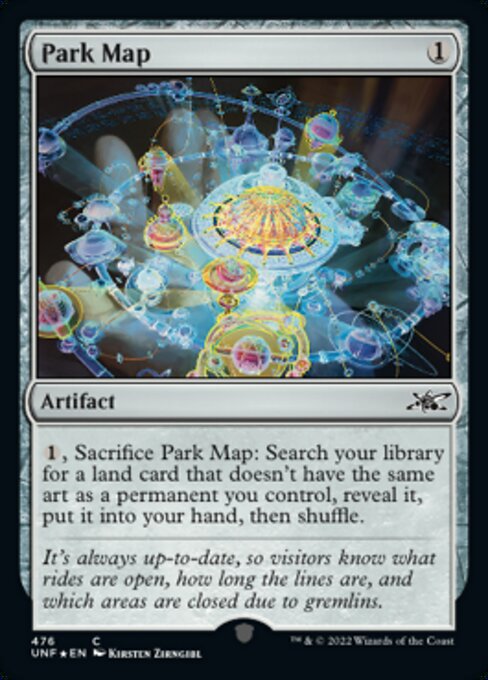 Park Map 1
Artifact
1, Sacrifice Park Map: Search your library
for a land card that doesn't have the same
art as a permanent you control, reveal it,
put it into your hand, then shuffle.
It's always up-to-date, so visitors know what
rides are open, how long the lines are, and
which areas are closed due to gremlins.
476 C
UNF★EN Kirsten Zirngibl
™ & © 2022 Wizards of the Coast